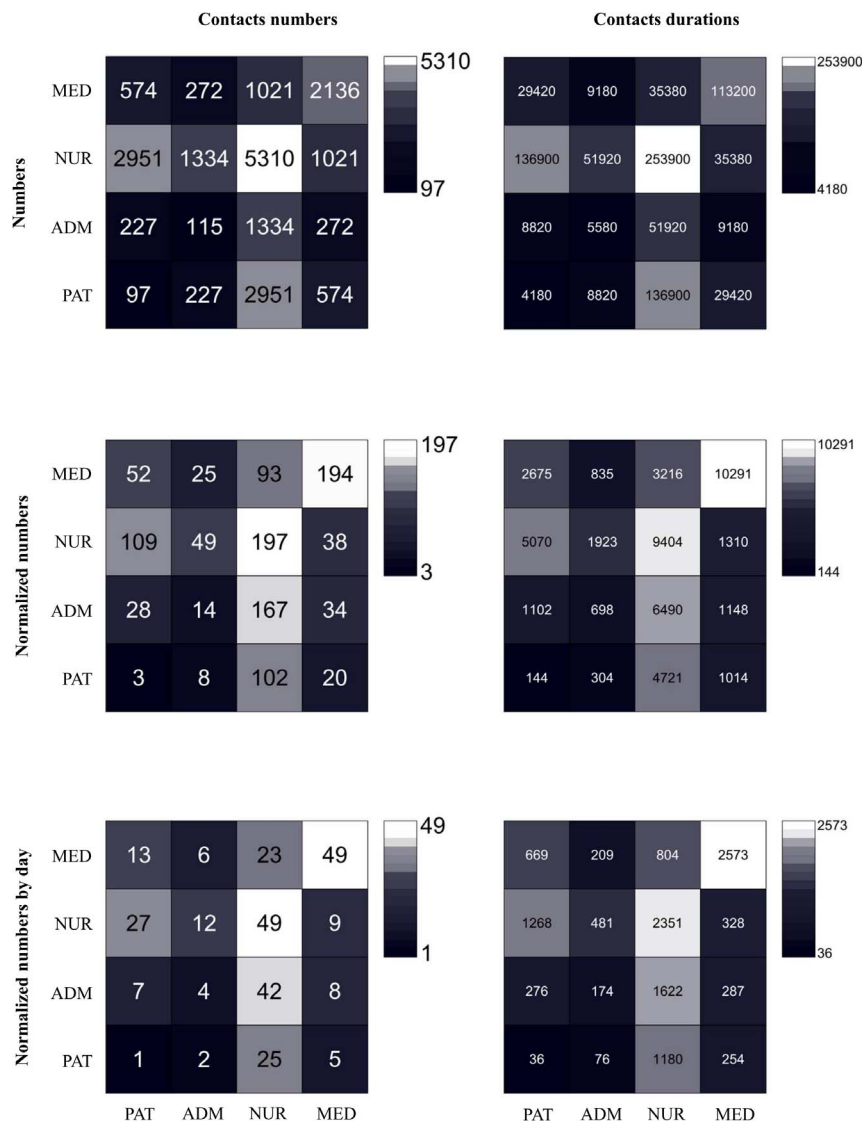 Contacts numbers Contacts durations
Numbers
MED 574 272 1021 2136 5310 29420 9180 35380 113200 253900
NUR 2951 1334 5310 1021 97 136900 51920 253900 35380 4180
ADM 227 115 1334 272 8820 5580 51920 9180
PAT 97 227 2951 574 4180 8820 136900 29420
Normalized numbers
MED 52 25 93 194 197 2675 835 3216 10291 10291
NUR 109 49 197 38 3 5070 1923 9404 1310 144
ADM 28 14 167 34 1102 698 6490 1148
PAT 3 8 102 20 144 304 4721 1014
Normalized numbers by day
MED 13 6 23 49 49 669 209 804 2573 2573
NUR 27 12 49 9 1 1268 481 2351 328 36
ADM 7 4 42 8 276 174 1622 287
PAT 1 2 25 5 36 76 1180 254
PAT ADM NUR MED PAT ADM NUR MED